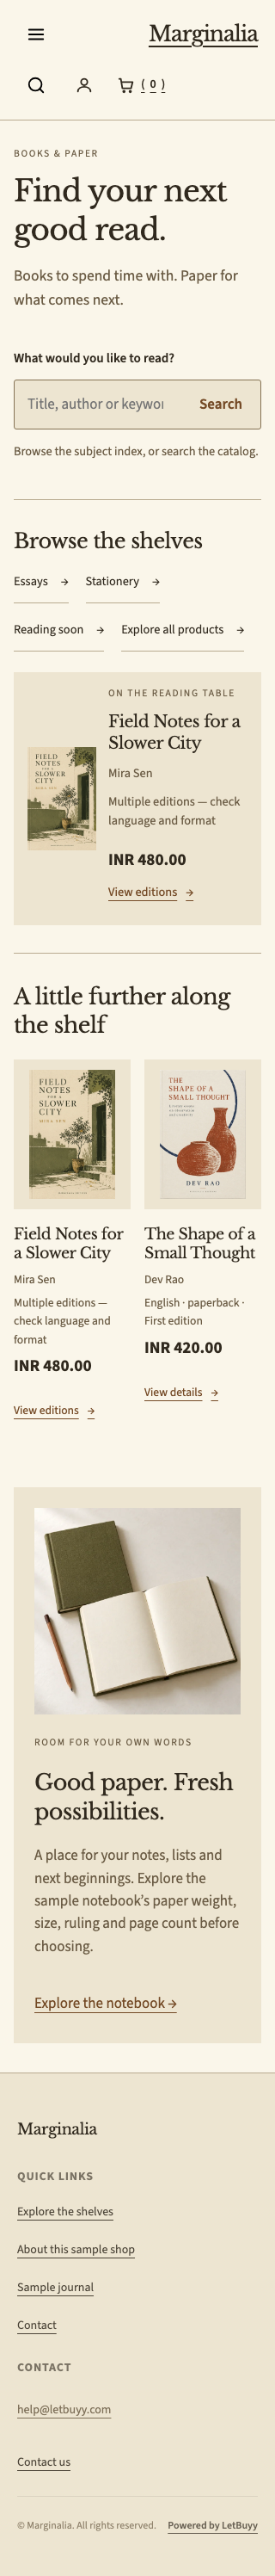 Marginalia
( 0 )
BOOKS & PAPER
Find your next
good read.
Books to spend time with. Paper for
what comes next.
What would you like to read?
Title, author or keywor
Search
Browse the subject index, or search the catalog.
Browse the shelves
Essays →
Stationery →
Reading soon →
Explore all products →
FIELD
NOTES
FOR A
SLOWER
CITY
MIRA SEN
ON THE READING TABLE
Field Notes for a
Slower City
Mira Sen
Multiple editions — check
language and format
INR 480.00
View editions →
A little further along
the shelf
FIELD
NOTES
FOR A
SLOWER
CITY
MIRA SEN
Field Notes for
a Slower City
Mira Sen
Multiple editions —
check language and
format
INR 480.00
View editions →
THE
SHAPE OF A
SMALL THOUGHT
DEV RAO
The Shape of a
Small Thought
Dev Rao
English · paperback ·
First edition
INR 420.00
View details →
ROOM FOR YOUR OWN WORDS
Good paper. Fresh
possibilities.
A place for your notes, lists and
next beginnings. Explore the
sample notebook’s paper weight,
size, ruling and page count before
choosing.
Explore the notebook →
Marginalia
QUICK LINKS
Explore the shelves
About this sample shop
Sample journal
Contact
CONTACT
help@letbuyy.com
Contact us
© Marginalia. All rights reserved.
Powered by LetBuyy